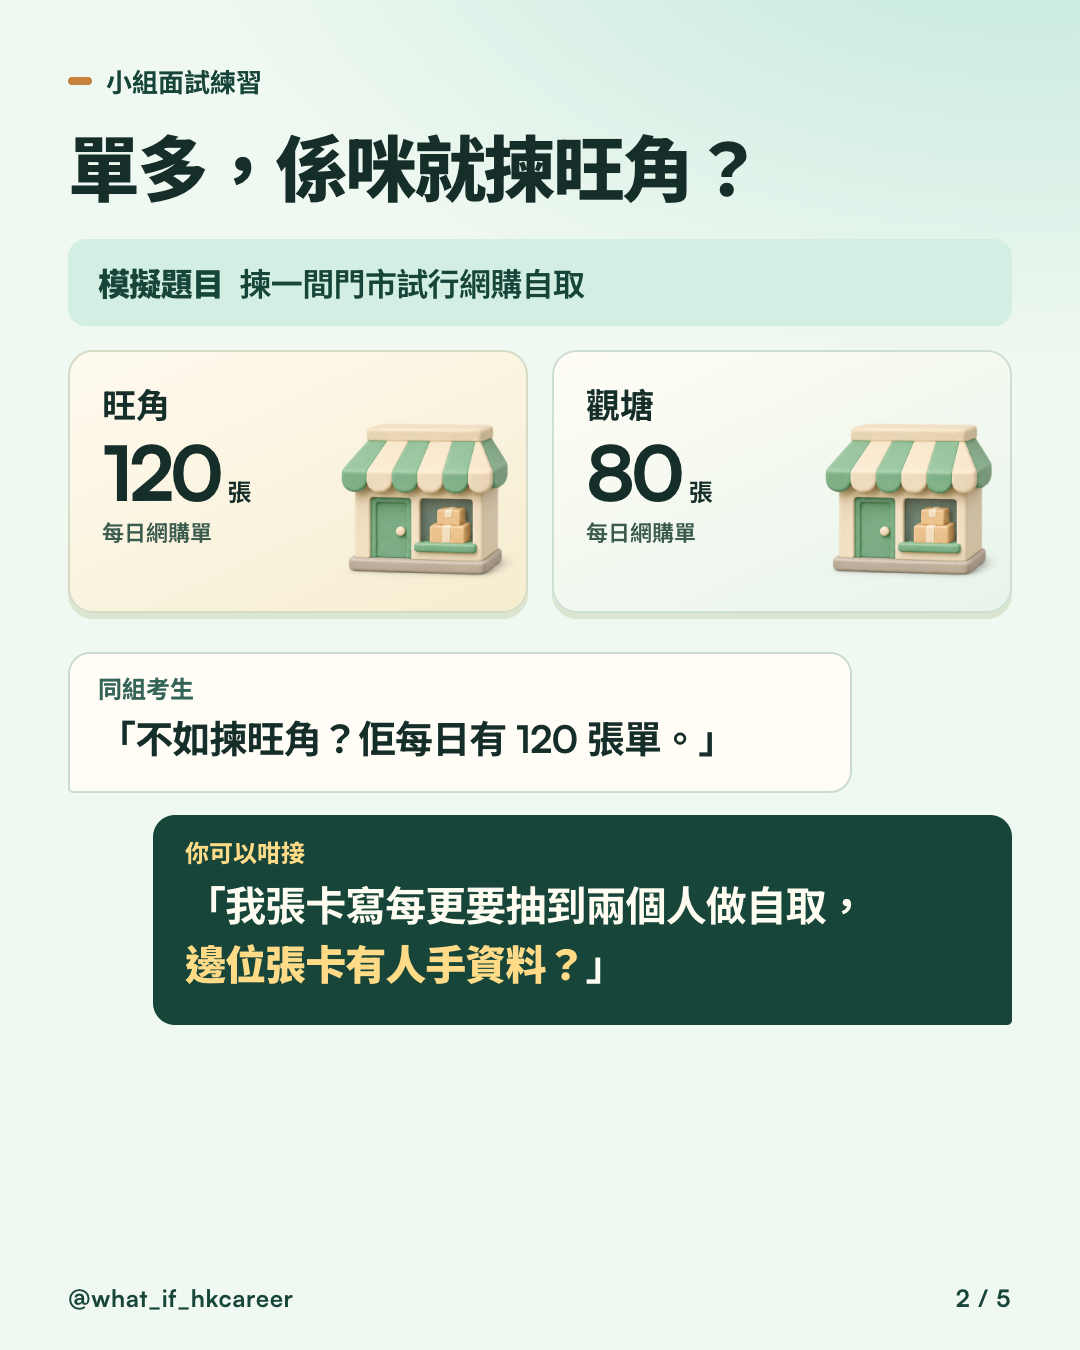 小組面試練習
單多，係咪就揀旺角？
模擬題目 揀一間門市試行網購自取
旺角
120 張
每日網購單
觀塘
80 張
每日網購單
同組考生
「不如揀旺角？佢每日有 120 張單。」
你可以咁接
「我張卡寫每更要抽到兩個人做自取，
邊位張卡有人手資料？」
@what_if_hkcareer
2 / 5